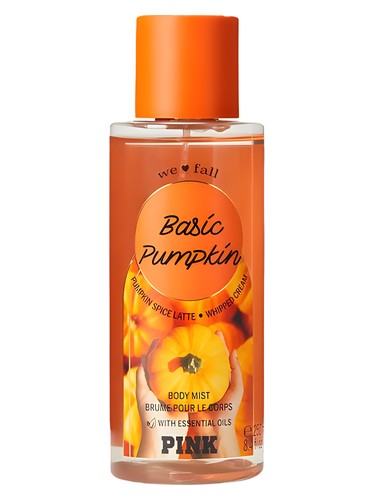 we ♥ fall
Basic
Pumpkin
PUMPKIN SPICE LATTE • WHIPPED CREAM
BODY MIST
BRUME POUR LE CORPS
WITH ESSENTIAL OILS
PINK